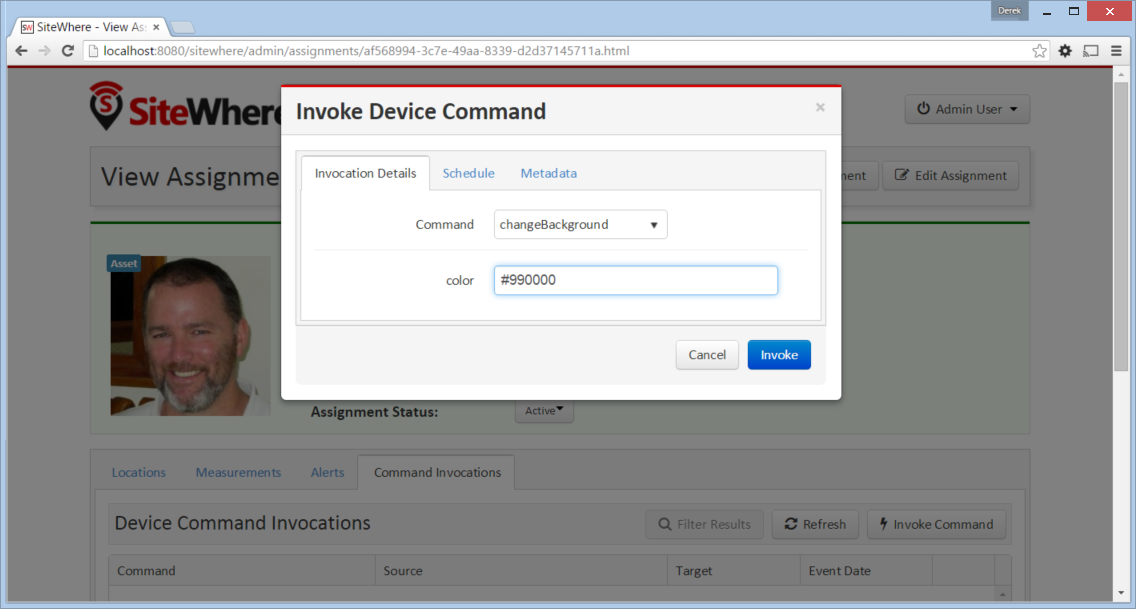 Derek
SiteWhere - View As
localhost:8080/sitewhere/admin/assignments/af568994-3c7e-49aa-8339-d2d37145711a.html
SiteWhere
Admin User
Invoke Device Command
×
View Assignme
ment
Edit Assignment
Invocation Details Schedule Metadata
Command changeBackground
Asset
color #990000
Cancel Invoke
Assignment Status: Active
Locations Measurements Alerts Command Invocations
Device Command Invocations Filter Results Refresh Invoke Command
Command Source Target Event Date